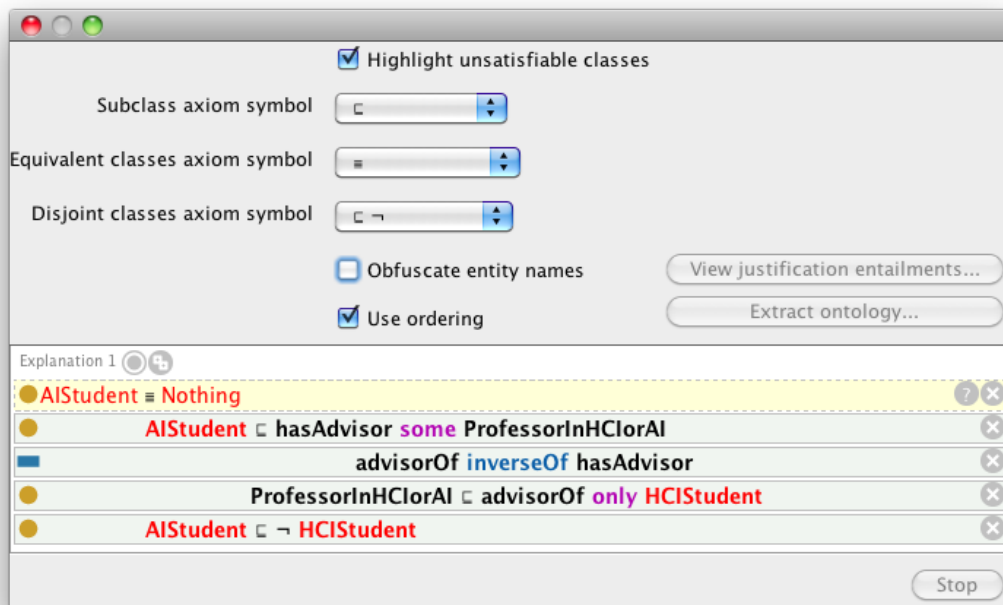 Highlight unsatisfiable classes
Subclass axiom symbol ⊏
Equivalent classes axiom symbol ≡
Disjoint classes axiom symbol ⊏ ¬
Obfuscate entity names View justification entailments...
Use ordering Extract ontology...
Explanation 1
AIStudent ≡ Nothing ?
AIStudent ⊏ hasAdvisor some ProfessorInHCIorAI
advisorOf inverseOf hasAdvisor
ProfessorInHCIorAI ⊏ advisorOf only HCIStudent
AIStudent ⊏ ¬ HCIStudent
Stop